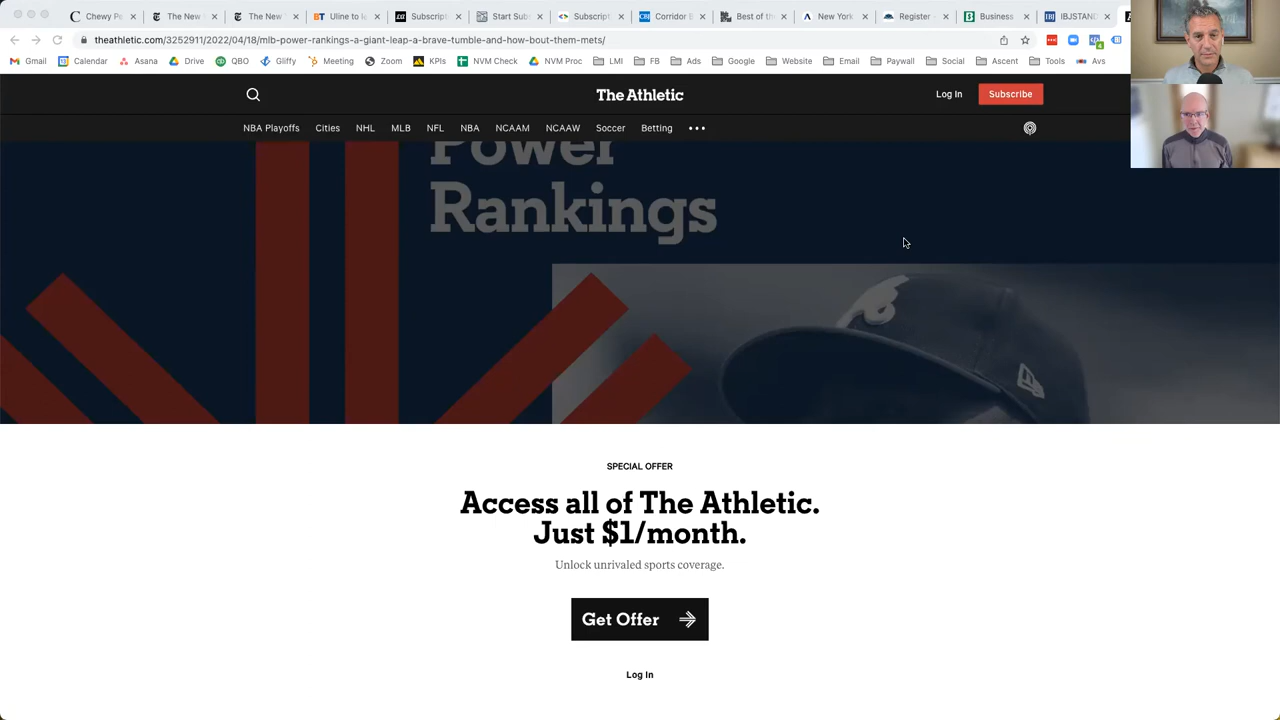 Chewy Pe
The New
The New
Uline to le
Subscript
Start Sub
Subscript
Corridor B
Best of th
New York
Register -
Business
IBJSTAND
theathletic.com/3252911/2022/04/18/mlb-power-rankings-a-giant-leap-a-brave-tumble-and-how-bout-them-mets/
Gmail
Calendar
Asana
Drive
QBO
Gliffy
Meeting
Zoom
KPIs
NVM Check
NVM Proc
LMI
FB
Ads
Google
Website
Email
Paywall
Social
Ascent
Tools
Avs
The Athletic
Log In
Subscribe
NBA Playoffs
Cities
NHL
MLB
NFL
NBA
NCAAM
NCAAW
Soccer
Betting
Power
Rankings
SPECIAL OFFER
Access all of The Athletic.
Just $1/month.
Unlock unrivaled sports coverage.
Get Offer
Log In